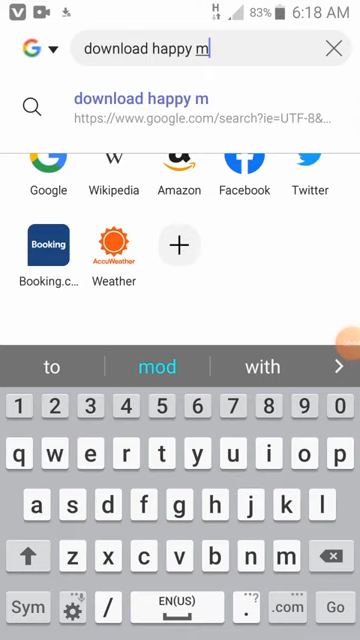 H 83% 6:18 AM
G download happy m
download happy m
https://www.google.com/search?ie=UTF-8&...
W a
Google Wikipedia Amazon Facebook Twitter
Booking AccuWeather
Booking.c... Weather
to mod with
1 2 3 4 5 6 7 8 9 0
q w e r t y u i o p
a s d f g h j k l
z x c v b n m
Sym / EN(US) . ...? .com Go